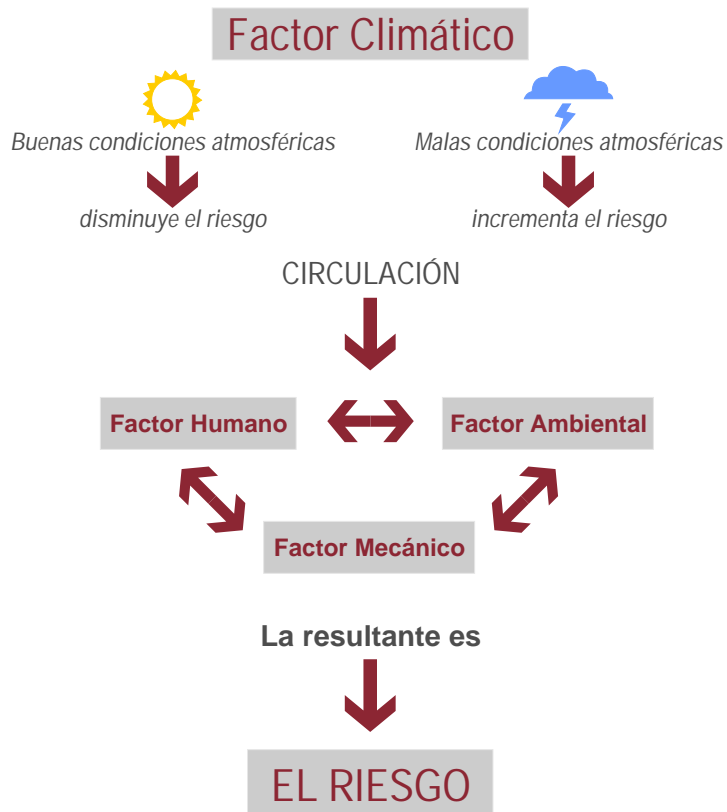 Factor Climático
Buenas condiciones atmosféricas
Malas condiciones atmosféricas
disminuye el riesgo
incrementa el riesgo
CIRCULACIÓN
Factor Humano
Factor Ambiental
Factor Mecánico
La resultante es
EL RIESGO